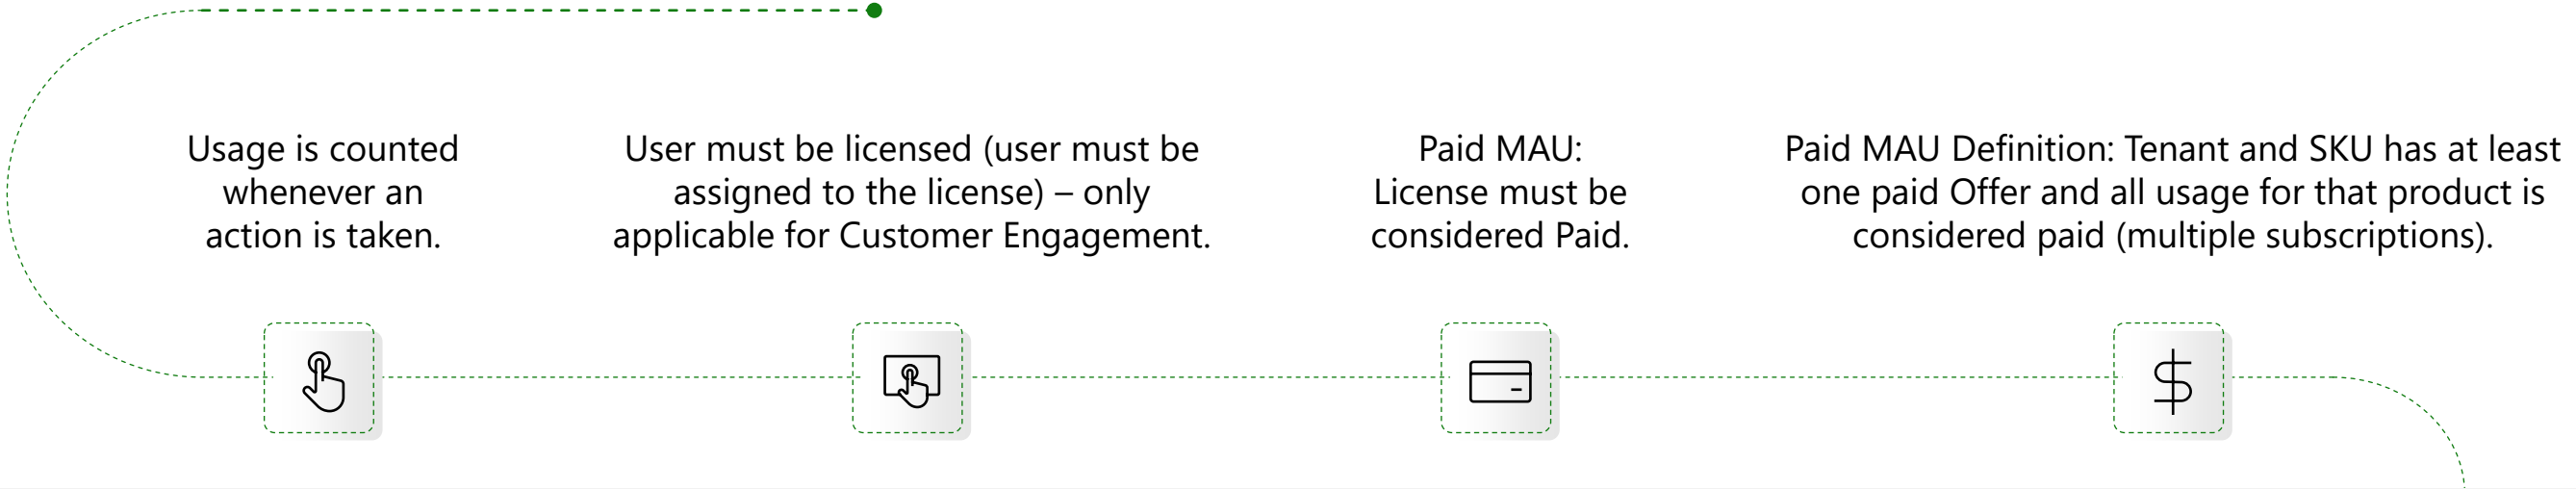 Usage is counted
whenever an
action is taken.
User must be licensed (user must be
assigned to the license) – only
applicable for Customer Engagement.
Paid MAU:
License must be
considered Paid.
Paid MAU Definition: Tenant and SKU has at least
one paid Offer and all usage for that product is
considered paid (multiple subscriptions).